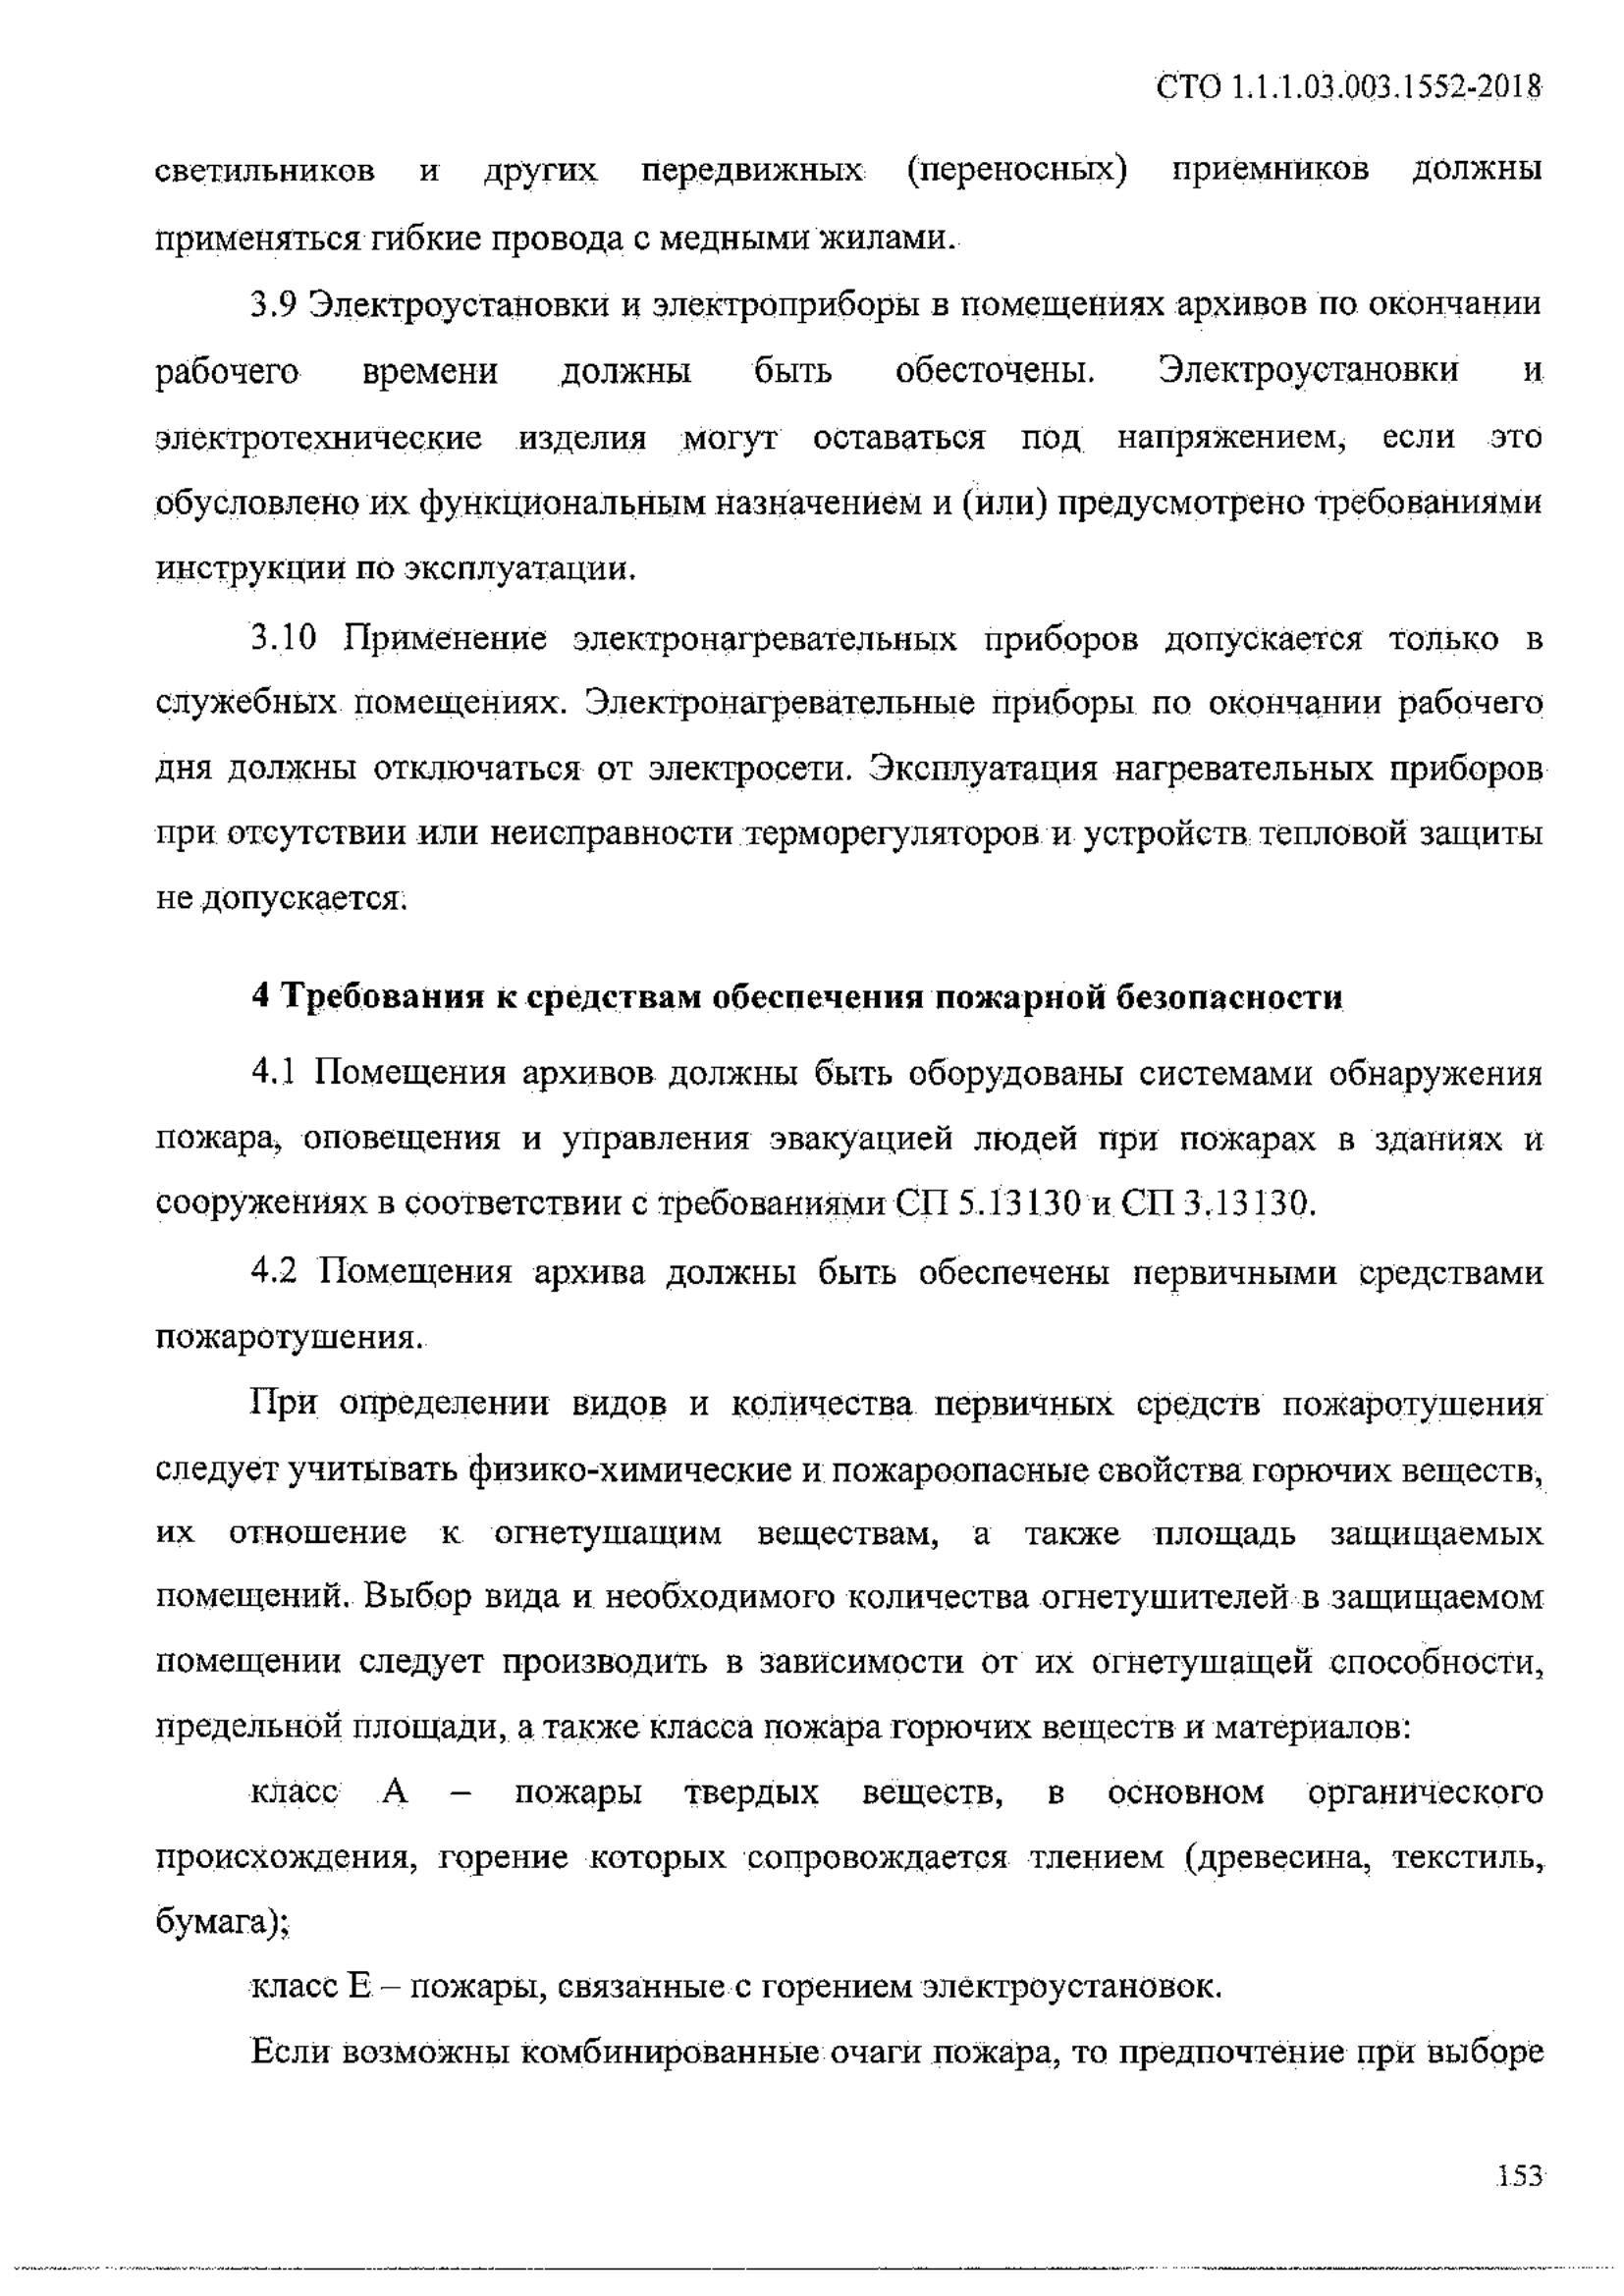 СТО 1.1.1.03.003.1552-2018
светильников и других передвижных (переносных) приемников должны
применяться гибкие провода с медными жилами.
3.9 Электроустановки и электроприборы в помещениях архивов по окончании
рабочего времени должны быть обесточены. Электроустановки и
электротехнические изделия могут оставаться под напряжением, если это
обусловлено их функциональным назначением и (или) предусмотрено требованиями
инструкции по эксплуатации.
3.10 Применение электронагревательных приборов допускается только в
служебных помещениях. Электронагревательные приборы по окончании рабочего
дня должны отключаться от электросети. Эксплуатация нагревательных приборов
при отсутствии или неисправности терморегуляторов и устройств тепловой защиты
не допускается.
4 Требования к средствам обеспечения пожарной безопасности
4.1 Помещения архивов должны быть оборудованы системами обнаружения
пожара, оповещения и управления эвакуацией людей при пожарах в зданиях и
сооружениях в соответствии с требованиями СП 5.13130 и СП 3.13130.
4.2 Помещения архива должны быть обеспечены первичными средствами
пожаротушения.
При определении видов и количества первичных средств пожаротушения
следует учитывать физико-химические и пожароопасные свойства горючих веществ,
их отношение к огнетушащим веществам, а также площадь защищаемых
помещений. Выбор вида и необходимого количества огнетушителей в защищаемом
помещении следует производить в зависимости от их огнетушащей способности,
предельной площади, а также класса пожара горючих веществ и материалов:
класс А – пожары твердых веществ, в основном органического
происхождения, горение которых сопровождается тлением (древесина, текстиль,
бумага);
класс Е – пожары, связанные с горением электроустановок.
Если возможны комбинированные очаги пожара, то предпочтение при выборе
153